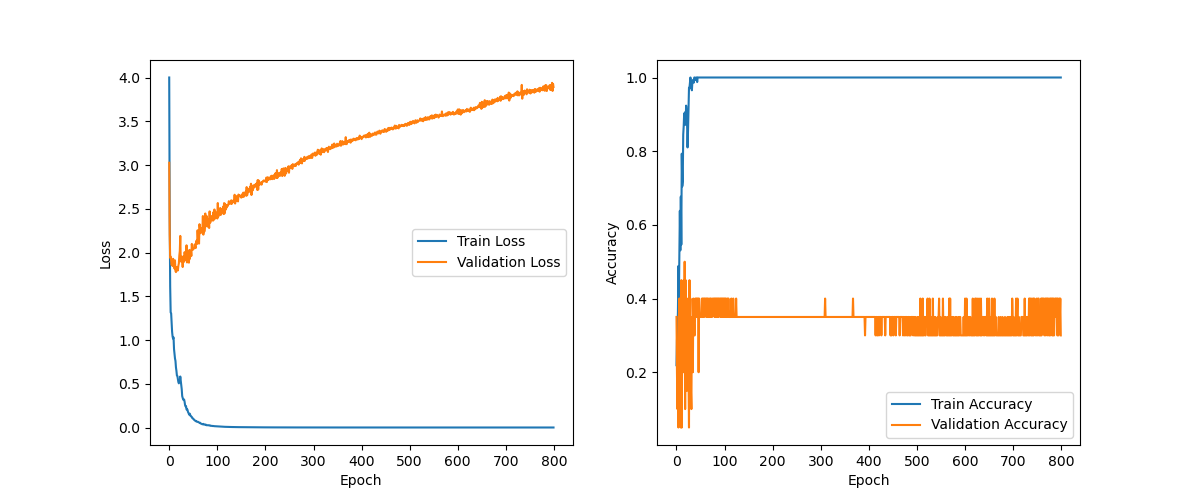 4.0
3.5
3.0
2.5
2.0
1.5
1.0
0.5
0.0
Loss
0 100 200 300 400 500 600 700 800
Epoch
Train Loss
Validation Loss
1.0
0.8
0.6
0.4
0.2
Accuracy
0 100 200 300 400 500 600 700 800
Epoch
Train Accuracy
Validation Accuracy